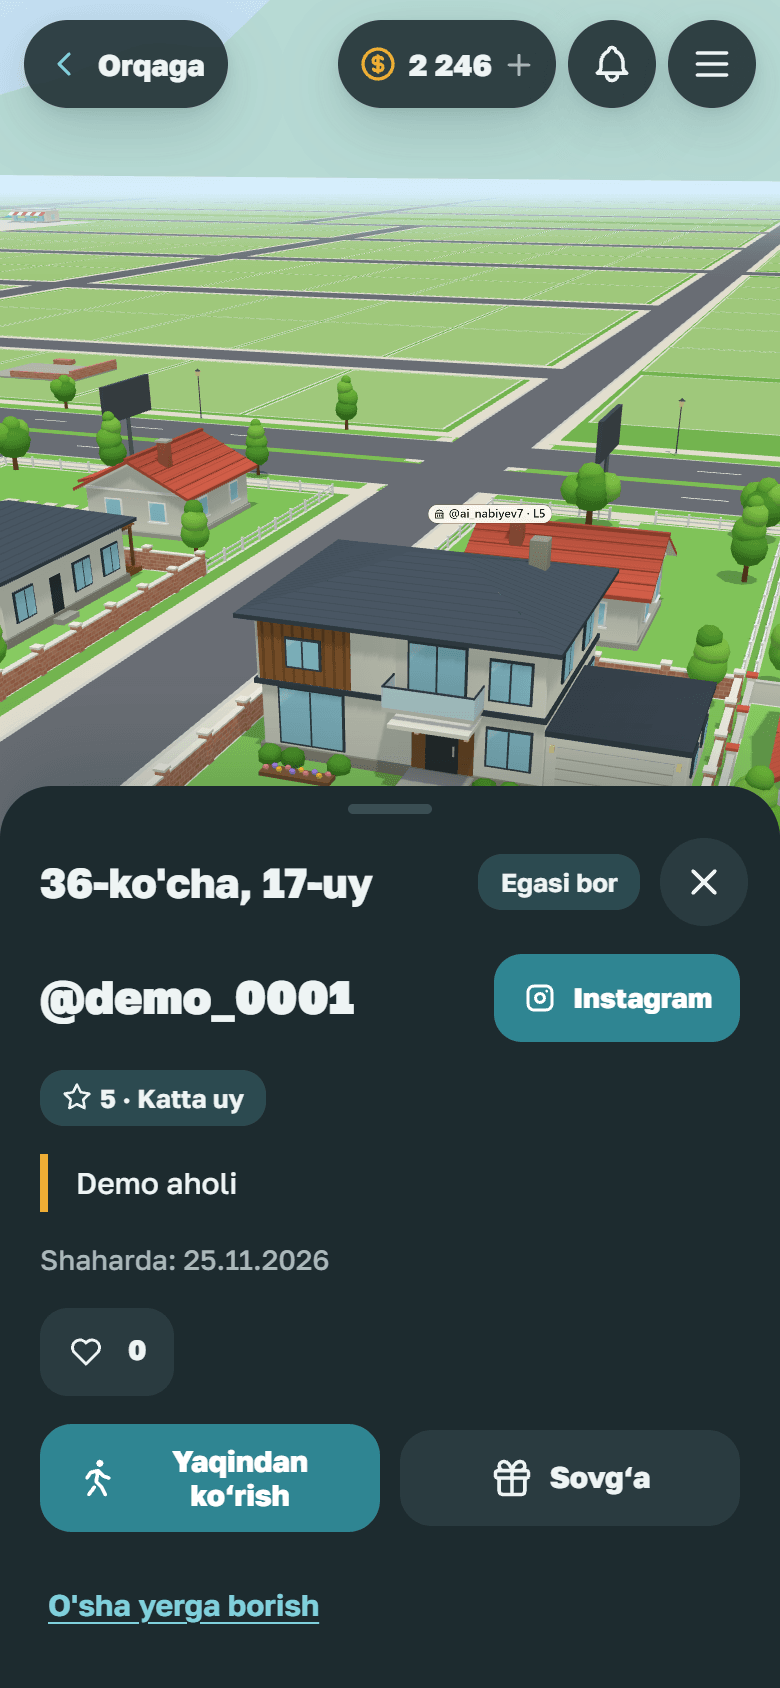 Orqaga
2 246
@ai_nabiyev7 · L5
36-ko'cha, 17-uy
Egasi bor
@demo_0001
Instagram
5 · Katta uy
Demo aholi
Shaharda: 25.11.2026
0
Yaqindan
ko‘rish
Sovg‘a
O'sha yerga borish